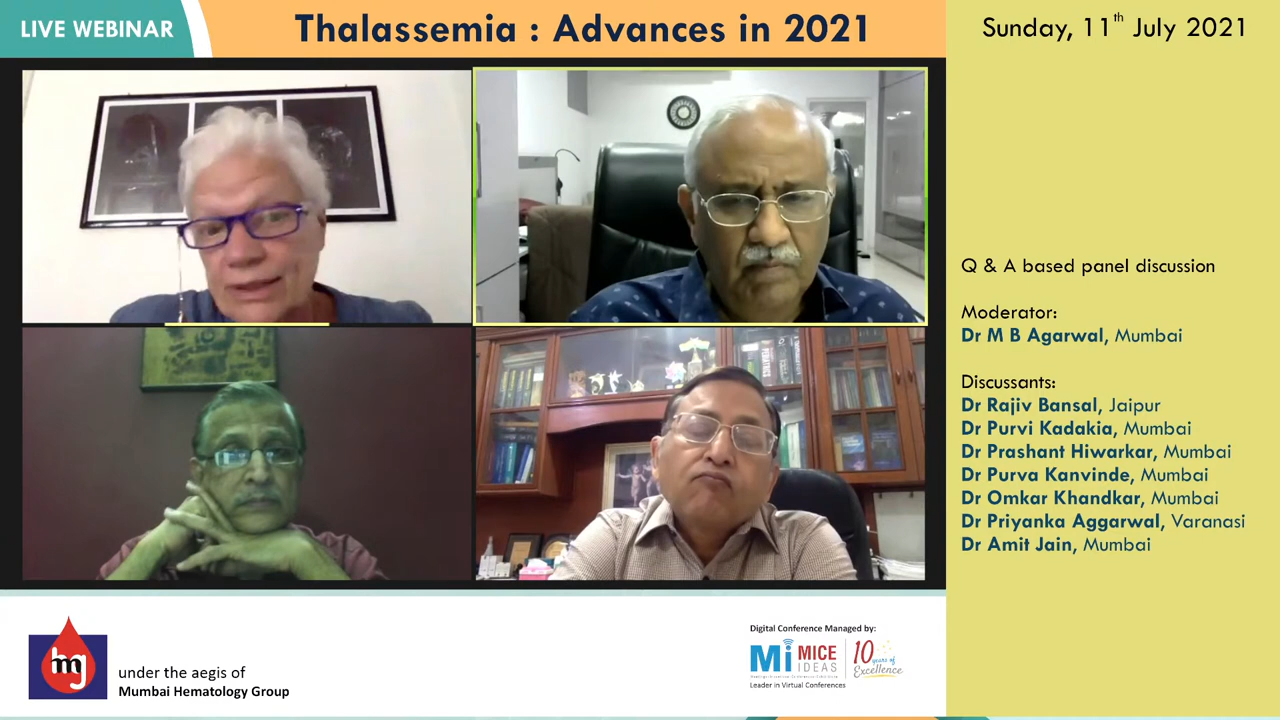 LIVE WEBINAR
Thalassemia : Advances in 2021
Sunday, 11th July 2021
Q & A based panel discussion
Moderator:
Dr M B Agarwal, Mumbai
Discussants:
Dr Rajiv Bansal, Jaipur
Dr Purvi Kadakia, Mumbai
Dr Prashant Hiwarkar, Mumbai
Dr Purva Kanvinde, Mumbai
Dr Omkar Khandkar, Mumbai
Dr Priyanka Aggarwal, Varanasi
Dr Amit Jain, Mumbai
mg
under the aegis of
Mumbai Hematology Group
Digital Conference Managed by:
Mi MICE
IDEAS
10 years of
Excellence
Leader in Virtual Conferences